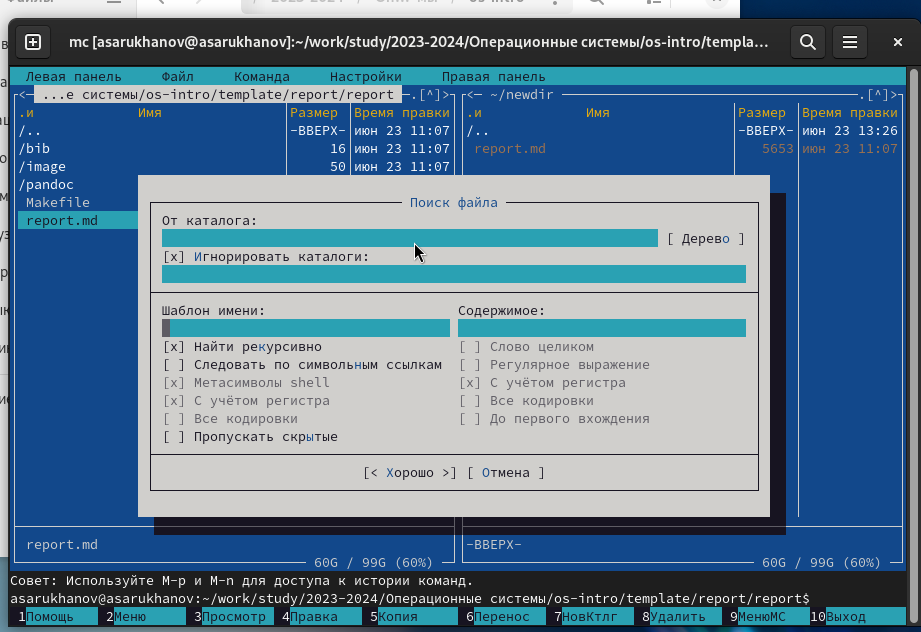 mc [asarukhanov@asarukhanov]:~/work/study/2023-2024/Операционные системы/os-intro/templa…
Левая панель Файл Команда Настройки Правая панель
<— ...е системы/os-intro/template/report/report —.[^]>
.и Имя Размер Время правки
/.. -ВВЕРХ- июн 23 11:07
/bib 16 июн 23 11:07
/image 50 июн 23 11:07
/pandoc
Makefile
report.md
<— ~/newdir —.[^]>
.и Имя Размер Время правки
/.. -ВВЕРХ- июн 23 13:26
report.md 5653 июн 23 11:07
Поиск файла
От каталога:
[ Дерево ]
[x] Игнорировать каталоги:
Шаблон имени: Содержимое:
[x] Найти рекурсивно [ ] Слово целиком
[ ] Следовать по символьным ссылкам [ ] Регулярное выражение
[x] Метасимволы shell [x] С учётом регистра
[x] С учётом регистра [ ] Все кодировки
[ ] Все кодировки [ ] До первого вхождения
[ ] Пропускать скрытые
[< Хорошо >] [ Отмена ]
report.md -ВВЕРХ-
60G / 99G (60%) 60G / 99G (60%)
Совет: Используйте M-p и M-n для доступа к истории команд.
asarukhanov@asarukhanov:~/work/study/2023-2024/Операционные системы/os-intro/template/report/report$
1Помощь 2Меню 3Просмотр 4Правка 5Копия 6Перенос 7НовКтлг 8Удалить 9МенюMC 10Выход